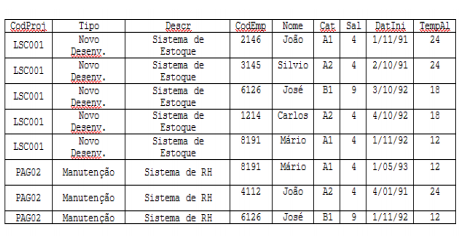 CodProj Tipo Descr CodEmp Nome Cat Sal DatIni TempAl
LSC001 Novo Desenv. Sistema de Estoque 2146 João A1 4 1/11/91 24
LSC001 Novo Desenv. Sistema de Estoque 3145 Silvio A2 4 2/10/91 24
LSC001 Novo Desenv. Sistema de Estoque 6126 José B1 9 3/10/92 18
LSC001 Novo Desenv. Sistema de Estoque 1214 Carlos A2 4 4/10/92 18
LSC001 Novo Desenv. Sistema de Estoque 8191 Mário A1 4 1/11/92 12
PAG02 Manutenção Sistema de RH 8191 Mário A1 4 1/05/93 12
PAG02 Manutenção Sistema de RH 4112 João A2 4 4/01/91 24
PAG02 Manutenção Sistema de RH 6126 José B1 9 1/11/92 12